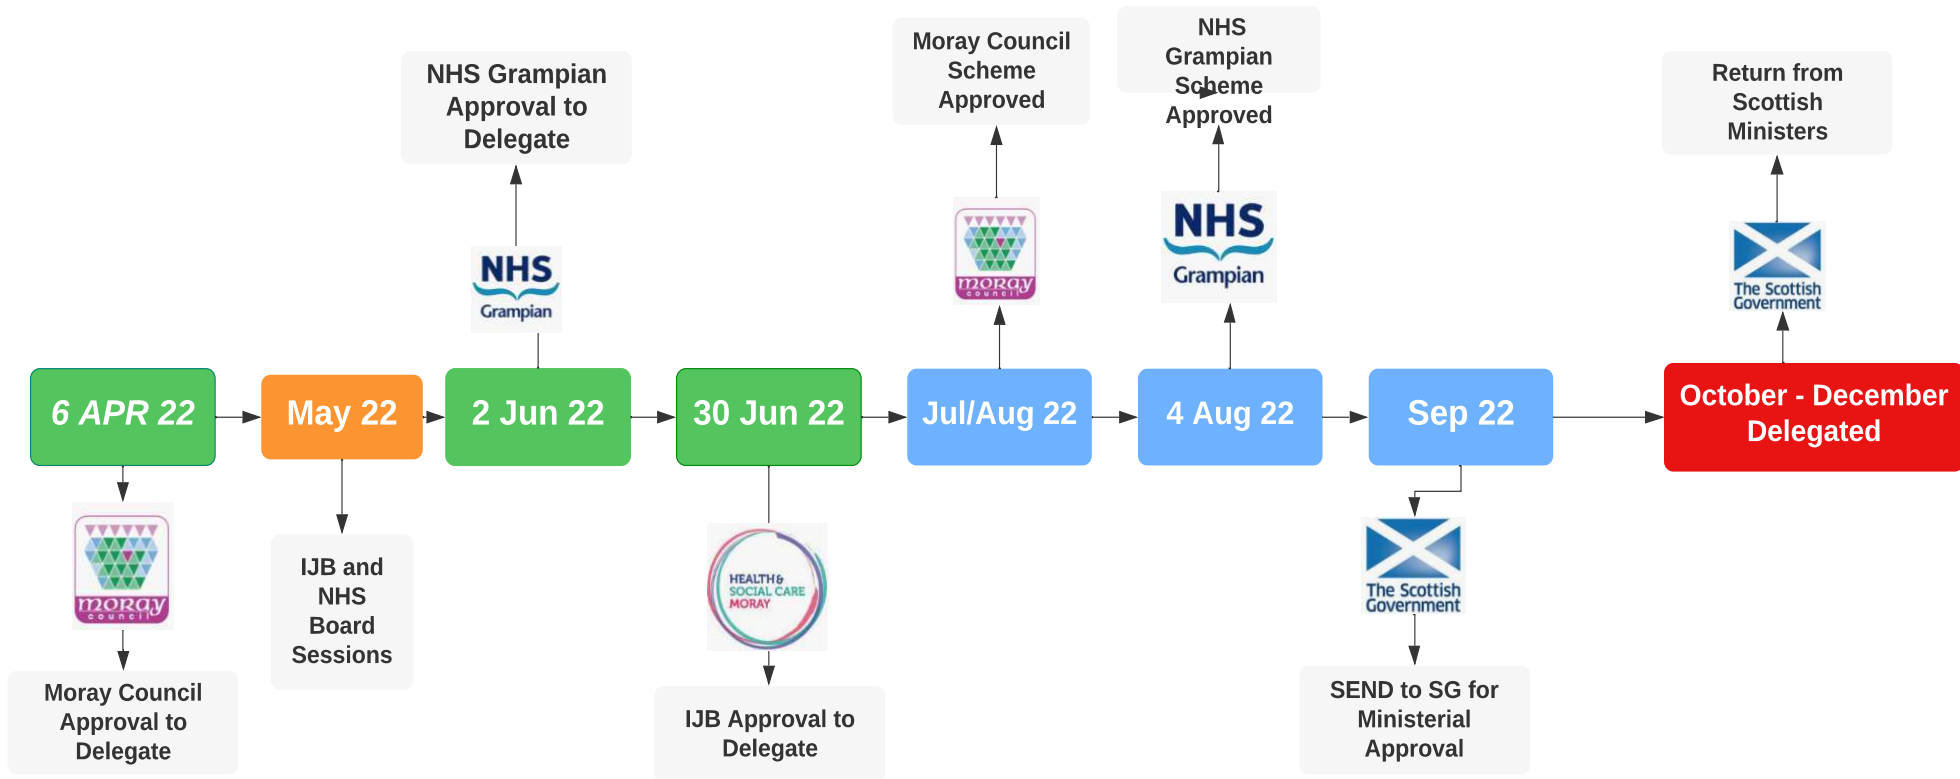 NHS Grampian
Approval to
Delegate
Moray Council
Scheme
Approved
NHS
Grampian
Scheme
Approved
Return from
Scottish
Ministers
NHS
Grampian
moray
council
NHS
Grampian
The Scottish
Government
6 APR 22
May 22
2 Jun 22
30 Jun 22
Jul/Aug 22
4 Aug 22
Sep 22
October - December
Delegated
moray
council
IJB and
NHS
Board
Sessions
HEALTH &
SOCIAL CARE
MORAY
The Scottish
Government
Moray Council
Approval to
Delegate
IJB Approval to
Delegate
SEND to SG for
Ministerial
Approval